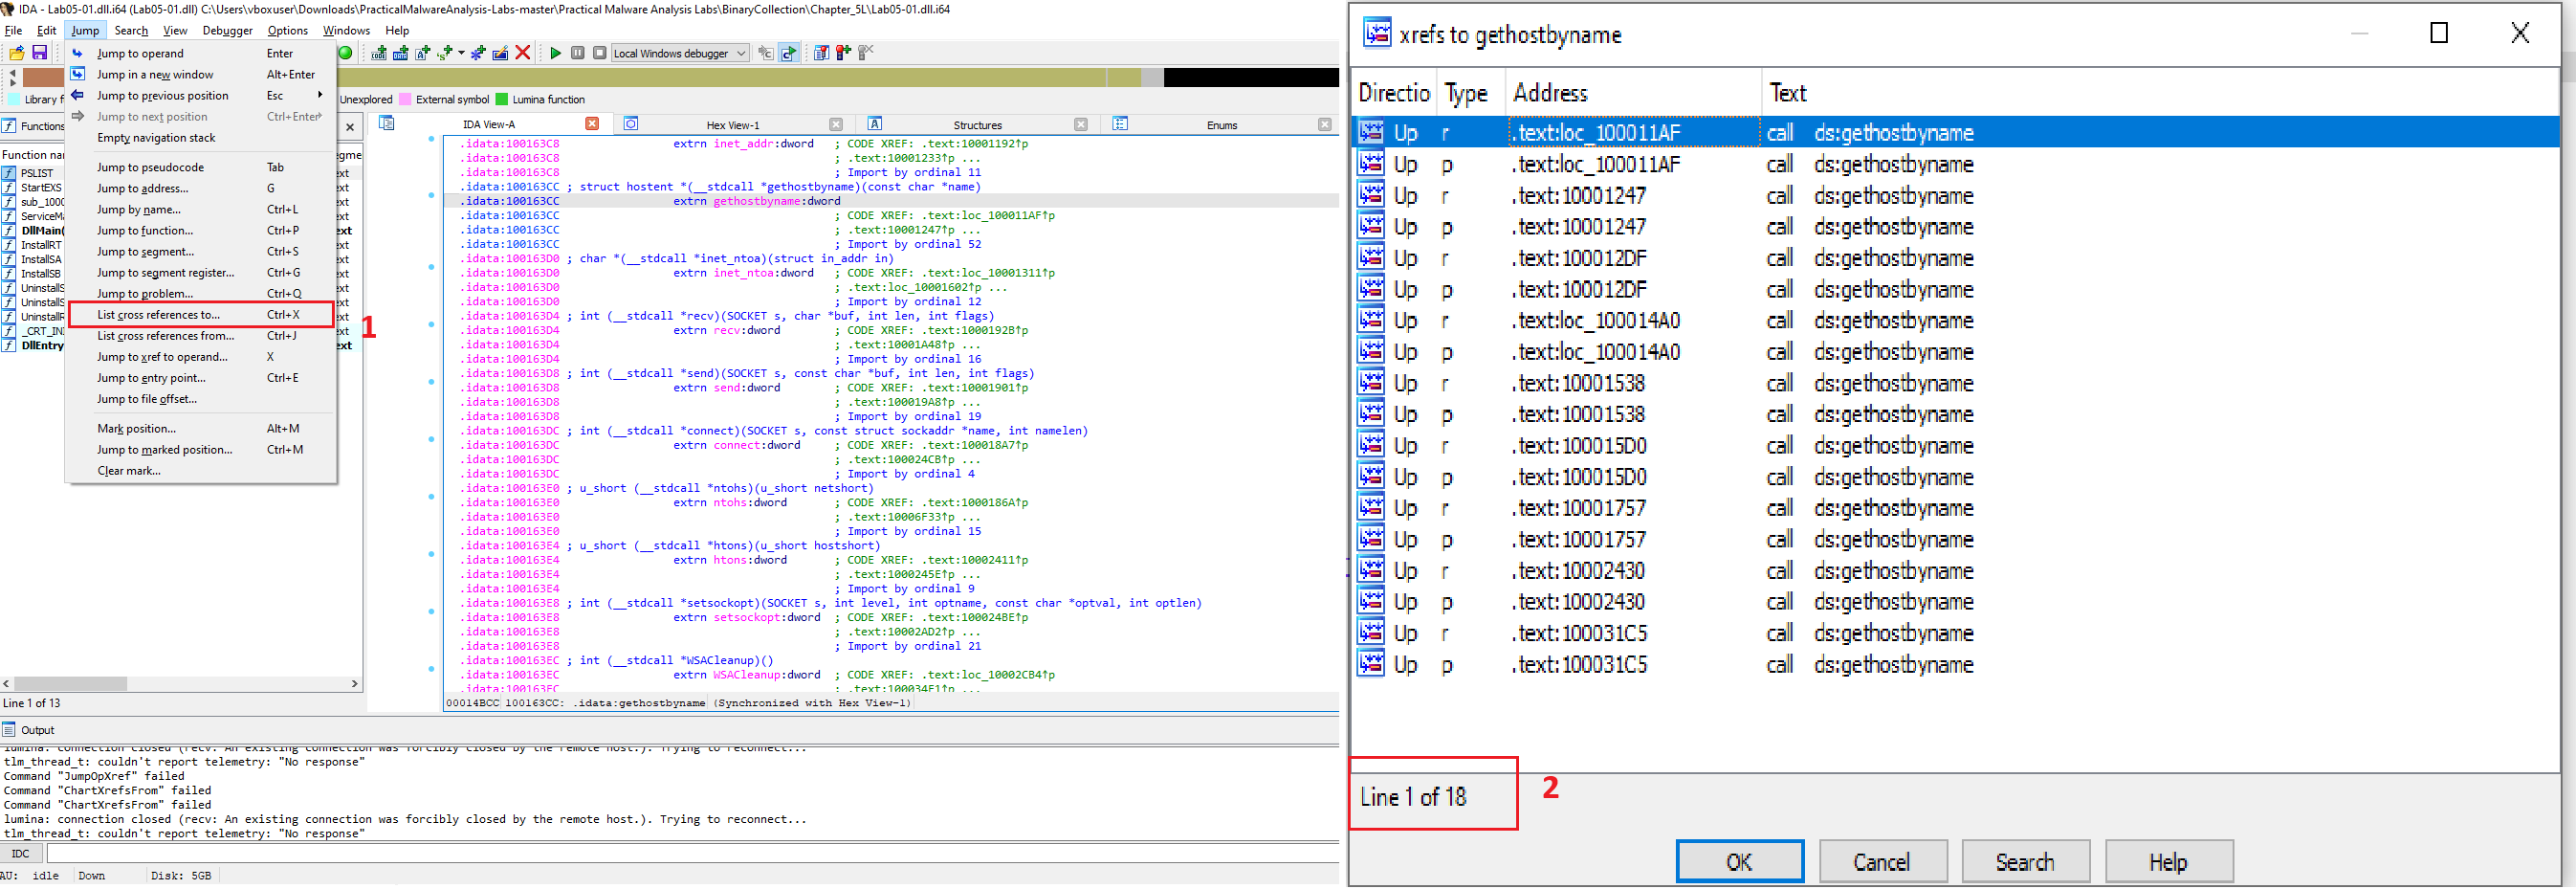 IDA - Lab05-01.dll.i64 (Lab05-01.dll) C:\Users\vboxuser\Downloads\PracticalMalwareAnalysis-Labs-master\Practical Malware Analysis Labs\BinaryCollection\Chapter_5L\Lab05-01.dll.i64
File Edit Jump Search View Debugger Options Windows Help
Local Windows debugger
Library f
Unexplored External symbol Lumina function
Jump to operand Enter
Jump in a new window Alt+Enter
Jump to previous position Esc
Jump to next position Ctrl+Enter
Empty navigation stack
Jump to pseudocode Tab
Jump to address... G
Jump by name... Ctrl+L
Jump to function... Ctrl+P
Jump to segment... Ctrl+S
Jump to segment register... Ctrl+G
Jump to problem... Ctrl+Q
List cross references to... Ctrl+X
List cross references from... Ctrl+J
Jump to xref to operand... X
Jump to entry point... Ctrl+E
Jump to file offset...
Mark position... Alt+M
Jump to marked position... Ctrl+M
Clear mark...
1
Functions
Function nar egme
PSLIST ext
StartEXS ext
sub_1000 ext
ServiceMa ext
DllMain( ext
InstallRT ext
InstallSA ext
InstallSB ext
UninstallS ext
UninstallS ext
UninstallR ext
_CRT_IN ext
DllEntry ext
Line 1 of 13
IDA View-A Hex View-1 Structures Enums
.idata:100163C8 extrn inet_addr:dword ; CODE XREF: .text:10001192↑p
.idata:100163C8 ; .text:10001233↑p ...
.idata:100163C8 ; Import by ordinal 11
.idata:100163CC ; struct hostent *(__stdcall *gethostbyname)(const char *name)
.idata:100163CC extrn gethostbyname:dword
.idata:100163CC ; CODE XREF: .text:loc_100011AF↑p
.idata:100163CC ; .text:10001247↑p ...
.idata:100163CC ; Import by ordinal 52
.idata:100163D0 ; char *(__stdcall *inet_ntoa)(struct in_addr in)
.idata:100163D0 extrn inet_ntoa:dword ; CODE XREF: .text:loc_10001311↑p
.idata:100163D0 ; .text:loc_10001602↑p ...
.idata:100163D0 ; Import by ordinal 12
.idata:100163D4 ; int (__stdcall *recv)(SOCKET s, char *buf, int len, int flags)
.idata:100163D4 extrn recv:dword ; CODE XREF: .text:1000192B↑p
.idata:100163D4 ; .text:10001A48↑p ...
.idata:100163D4 ; Import by ordinal 16
.idata:100163D8 ; int (__stdcall *send)(SOCKET s, const char *buf, int len, int flags)
.idata:100163D8 extrn send:dword ; CODE XREF: .text:10001901↑p
.idata:100163D8 ; .text:100019A8↑p ...
.idata:100163D8 ; Import by ordinal 19
.idata:100163DC ; int (__stdcall *connect)(SOCKET s, const struct sockaddr *name, int namelen)
.idata:100163DC extrn connect:dword ; CODE XREF: .text:100018A7↑p
.idata:100163DC ; .text:100024CB↑p ...
.idata:100163DC ; Import by ordinal 4
.idata:100163E0 ; u_short (__stdcall *ntohs)(u_short netshort)
.idata:100163E0 extrn ntohs:dword ; CODE XREF: .text:1000186A↑p
.idata:100163E0 ; .text:10006F33↑p ...
.idata:100163E0 ; Import by ordinal 15
.idata:100163E4 ; u_short (__stdcall *htons)(u_short hostshort)
.idata:100163E4 extrn htons:dword ; CODE XREF: .text:10002411↑p
.idata:100163E4 ; .text:1000245E↑p ...
.idata:100163E4 ; Import by ordinal 9
.idata:100163E8 ; int (__stdcall *setsockopt)(SOCKET s, int level, int optname, const char *optval, int optlen)
.idata:100163E8 extrn setsockopt:dword ; CODE XREF: .text:100024BE↑p
.idata:100163E8 ; .text:10002AD2↑p ...
.idata:100163E8 ; Import by ordinal 21
.idata:100163EC ; int (__stdcall *WSACleanup)()
.idata:100163EC extrn WSACleanup:dword ; CODE XREF: .text:loc_10002CB4↑p
.idata:100163EC ; .text:100034E1↑p ...
00014BCC 100163CC: .idata:gethostbyname (Synchronized with Hex View-1)
Output
lumina: connection closed (recv: An existing connection was forcibly closed by the remote host.). Trying to reconnect...
tlm_thread_t: couldn't report telemetry: "No response"
Command "JumpOpXref" failed
Command "ChartXrefsFrom" failed
Command "ChartXrefsFrom" failed
lumina: connection closed (recv: An existing connection was forcibly closed by the remote host.). Trying to reconnect...
tlm_thread_t: couldn't report telemetry: "No response"
IDC
AU: idle Down Disk: 5GB
xrefs to gethostbyname
Directio Type Address Text
Up r .text:loc_100011AF call ds:gethostbyname
Up p .text:loc_100011AF call ds:gethostbyname
Up r .text:10001247 call ds:gethostbyname
Up p .text:10001247 call ds:gethostbyname
Up r .text:100012DF call ds:gethostbyname
Up p .text:100012DF call ds:gethostbyname
Up r .text:loc_100014A0 call ds:gethostbyname
Up p .text:loc_100014A0 call ds:gethostbyname
Up r .text:10001538 call ds:gethostbyname
Up p .text:10001538 call ds:gethostbyname
Up r .text:100015D0 call ds:gethostbyname
Up p .text:100015D0 call ds:gethostbyname
Up r .text:10001757 call ds:gethostbyname
Up p .text:10001757 call ds:gethostbyname
Up r .text:10002430 call ds:gethostbyname
Up p .text:10002430 call ds:gethostbyname
Up r .text:100031C5 call ds:gethostbyname
Up p .text:100031C5 call ds:gethostbyname
Line 1 of 18
2
OK Cancel Search Help